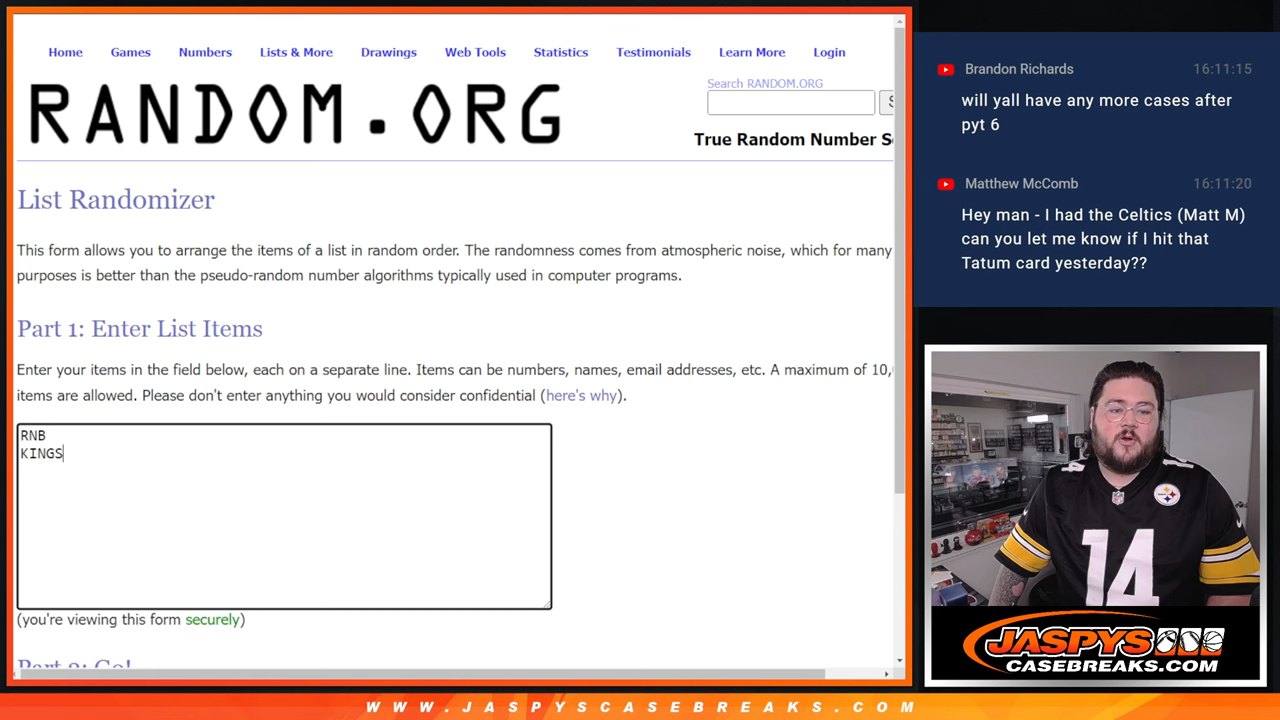 Home Games Numbers Lists & More Drawings Web Tools Statistics Testimonials Learn More Login
RANDOM.ORG
Search RANDOM.ORG
True Random Number S
List Randomizer
This form allows you to arrange the items of a list in random order. The randomness comes from atmospheric noise, which for many
purposes is better than the pseudo-random number algorithms typically used in computer programs.
Part 1: Enter List Items
Enter your items in the field below, each on a separate line. Items can be numbers, names, email addresses, etc. A maximum of 10,
items are allowed. Please don't enter anything you would consider confidential (here's why).
RNB
KINGS
(you're viewing this form securely)
Part 2: Go!
Brandon Richards 16:11:15
will yall have any more cases after
pyt 6
Matthew McComb 16:11:20
Hey man - I had the Celtics (Matt M)
can you let me know if I hit that
Tatum card yesterday??
14
14
JASPYS
CASEBREAKS.COM
WWW.JASPYSCASEBREAKS.COM